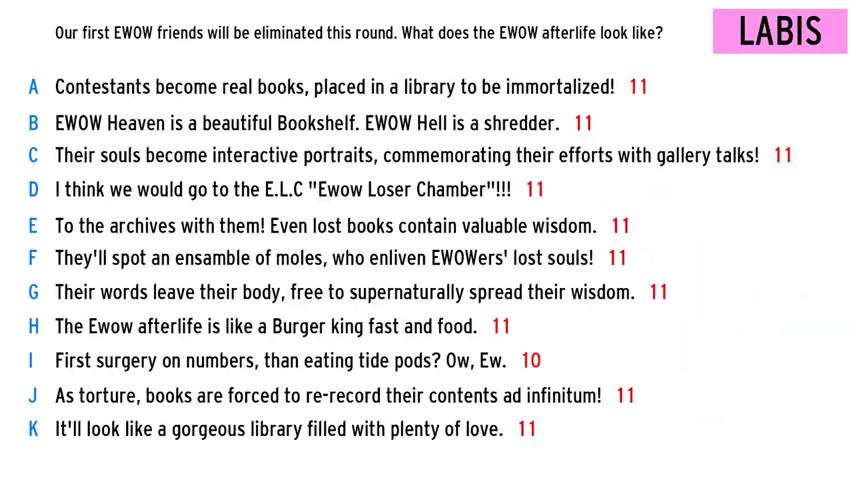 Our first EWOW friends will be eliminated this round. What does the EWOW afterlife look like?
LABIS
A Contestants become real books, placed in a library to be immortalized! 11
B EWOW Heaven is a beautiful Bookshelf. EWOW Hell is a shredder. 11
C Their souls become interactive portraits, commemorating their efforts with gallery talks! 11
D I think we would go to the E.L.C "Ewow Loser Chamber"!!! 11
E To the archives with them! Even lost books contain valuable wisdom. 11
F They'll spot an ensamble of moles, who enliven EWOWers' lost souls! 11
G Their words leave their body, free to supernaturally spread their wisdom. 11
H The Ewow afterlife is like a Burger king fast and food. 11
I First surgery on numbers, than eating tide pods? Ow, Ew. 10
J As torture, books are forced to re-record their contents ad infinitum! 11
K It'll look like a gorgeous library filled with plenty of love. 11